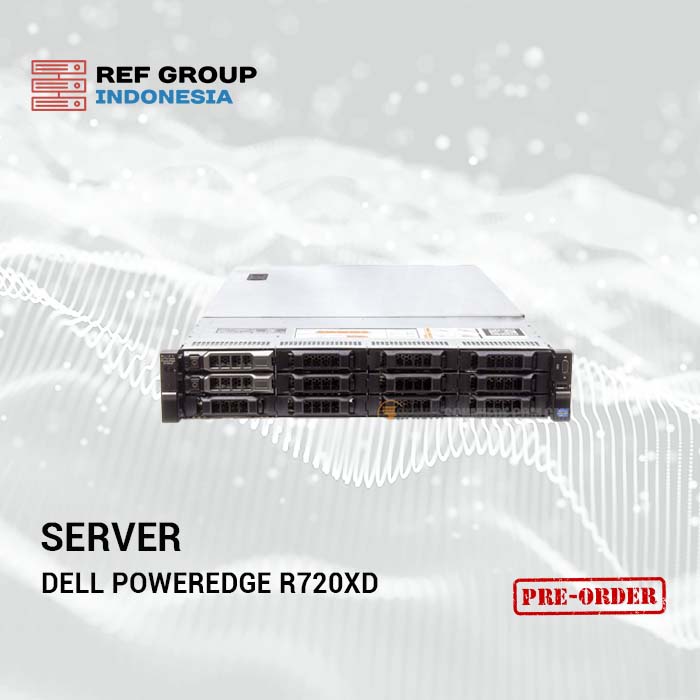 REF GROUP
INDONESIA
SERVER
DELL POWEREDGE R720XD
PRE-ORDER